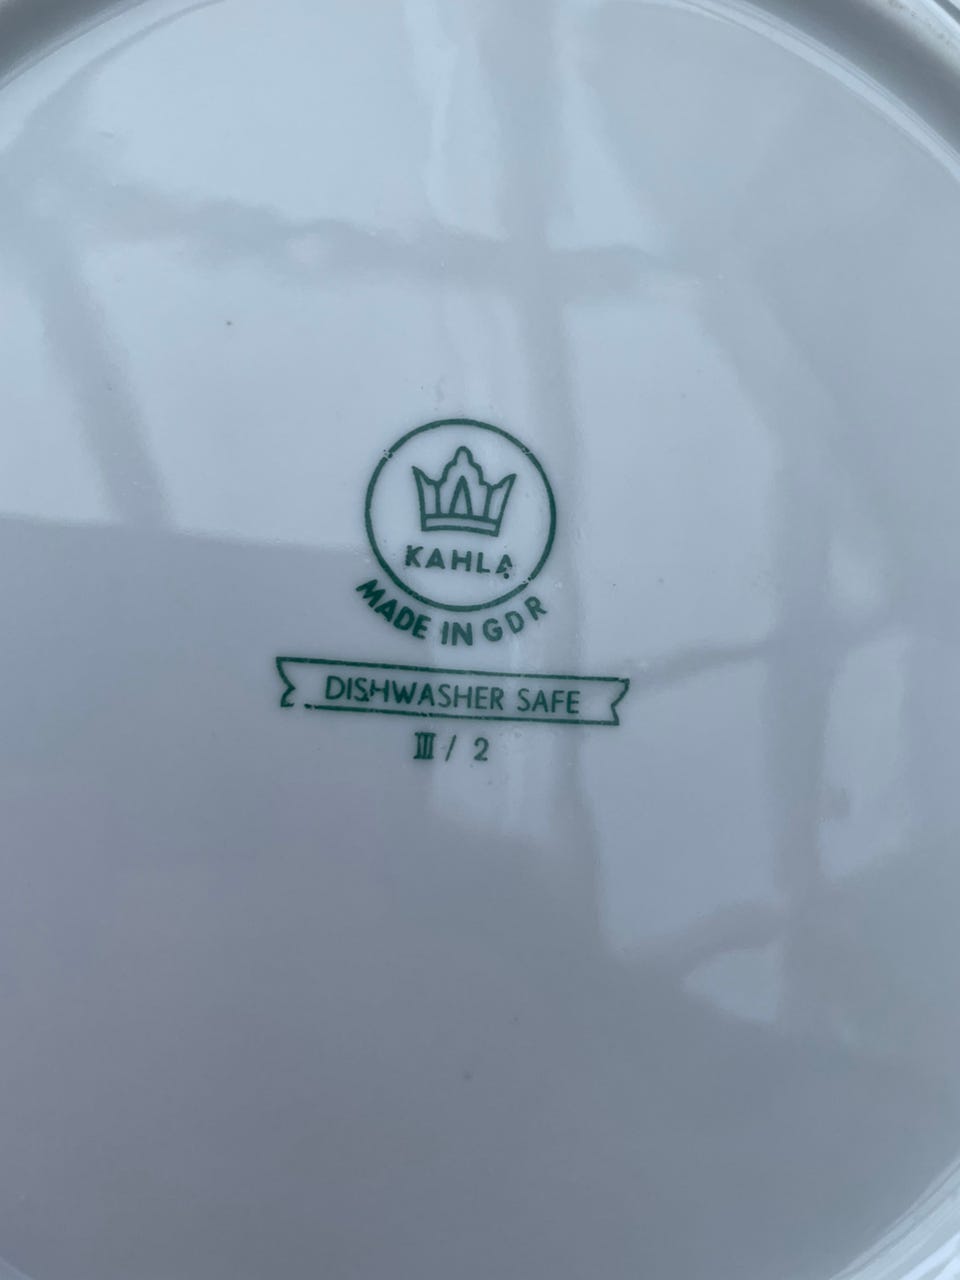 KAHLA
MADE IN GDR
DISHWASHER SAFE
III / 2